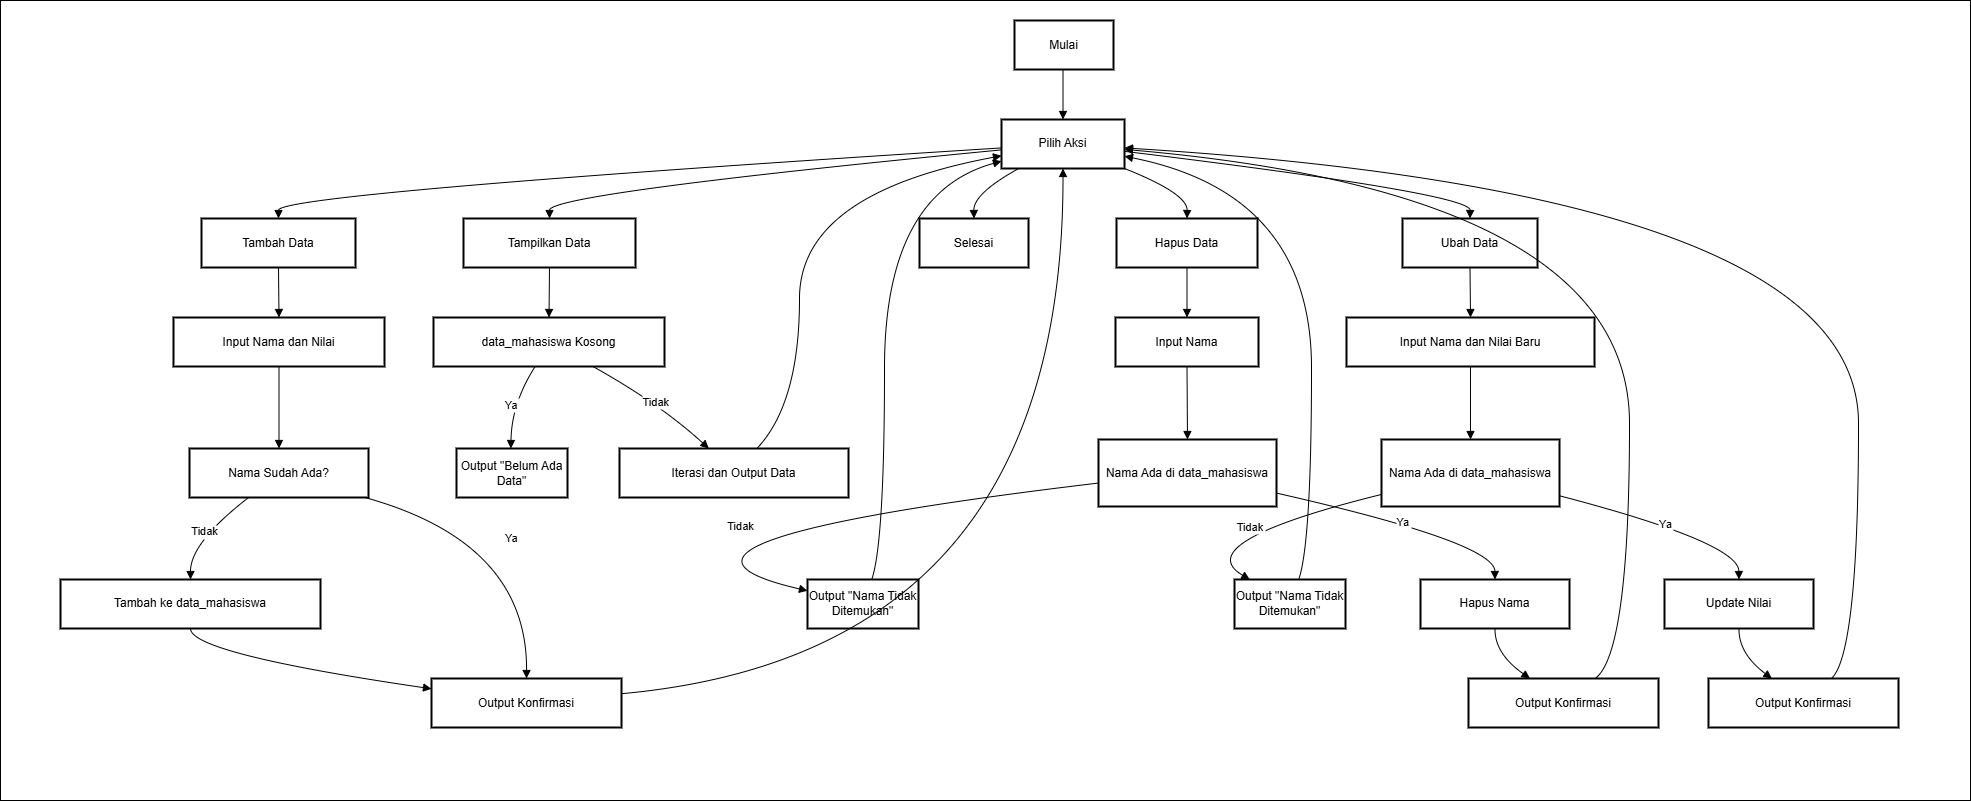 Mulai
Pilih Aksi
Tambah Data
Tampilkan Data
Selesai
Hapus Data
Ubah Data
Input Nama dan Nilai
data_mahasiswa Kosong
Input Nama
Input Nama dan Nilai Baru
Ya
Tidak
Nama Sudah Ada?
Output "Belum Ada
Data"
Iterasi dan Output Data
Nama Ada di data_mahasiswa
Nama Ada di data_mahasiswa
Tidak
Ya
Tidak
Tidak
Ya
Ya
Tambah ke data_mahasiswa
Output "Nama Tidak
Ditemukan"
Output "Nama Tidak
Ditemukan"
Hapus Nama
Update Nilai
Output Konfirmasi
Output Konfirmasi
Output Konfirmasi